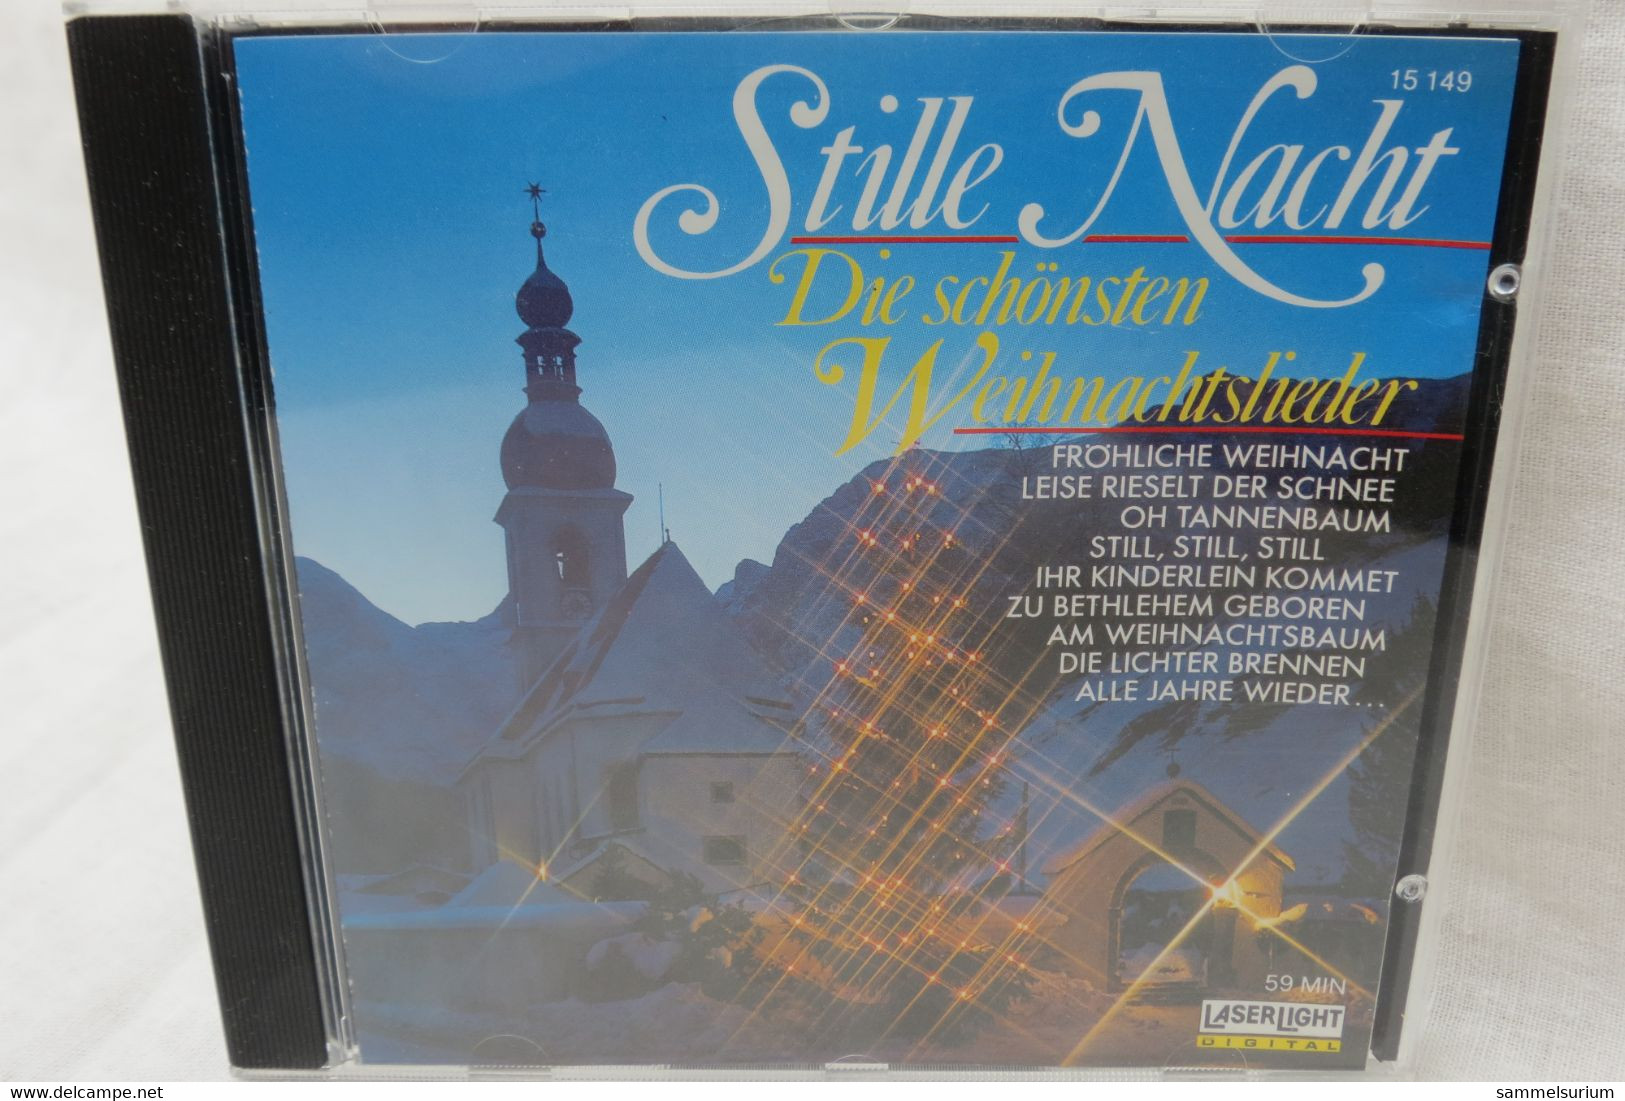 15 149
Stille Nacht
Die schönsten
Weihnachtslieder
FRÖHLICHE WEIHNACHT
LEISE RIESELT DER SCHNEE
OH TANNENBAUM
STILL, STILL, STILL
IHR KINDERLEIN KOMMET
ZU BETHLEHEM GEBOREN
AM WEIHNACHTSBAUM
DIE LICHTER BRENNEN
ALLE JAHRE WIEDER...
59 MIN
LASERLIGHT
DIGITAL
www.delcampe.net
sammelsurium